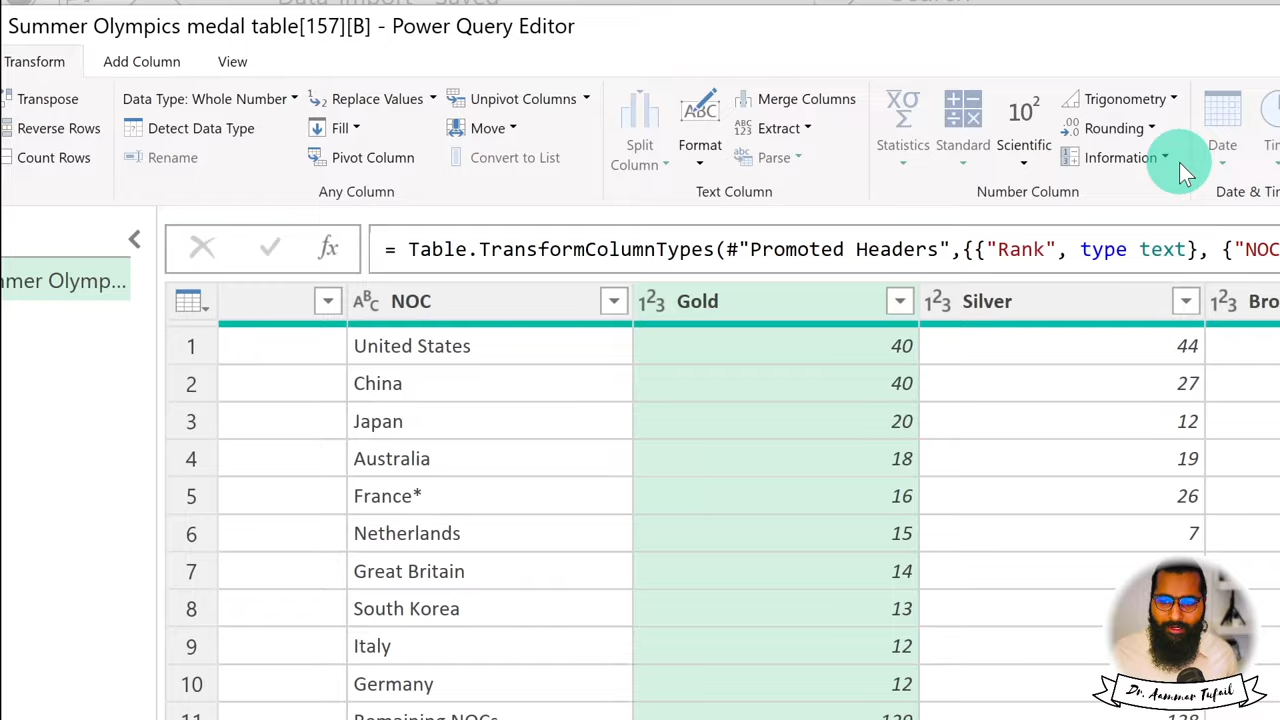 Summer Olympics medal table[157][B] - Power Query Editor
Transform Add Column View
Transpose Data Type: Whole Number Replace Values Unpivot Columns Merge Columns Trigonometry
Reverse Rows Detect Data Type Fill Move Extract Rounding
Count Rows Rename Pivot Column Convert to List Split Column Format Parse Statistics Standard Scientific Information Date
Any Column Text Column Number Column
= Table.TransformColumnTypes(#"Promoted Headers",{{"Rank", type text}, {"NOC
mmer Olymp...
NOC Gold Silver Bro
1 United States 40 44
2 China 40 27
3 Japan 20 12
4 Australia 18 19
5 France* 16 26
6 Netherlands 15 7
7 Great Britain 14
8 South Korea 13
9 Italy 12
10 Germany 12
Dr. Aammar Tufail